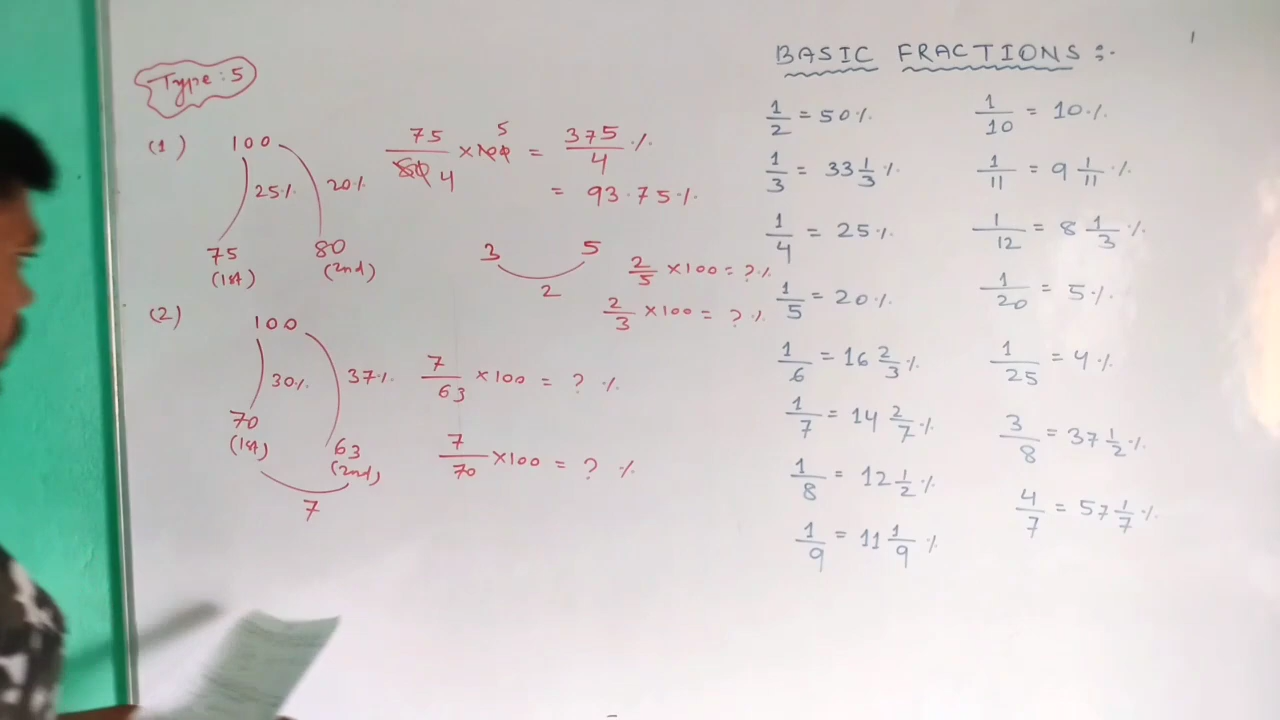 Type : 5
(1) 100
25% 20%
75 (1st) 80 (2nd)
75/80 4 × 100 5 = 375/4 %
= 93.75%
3 5
2
2/5 × 100 = ? %
2/3 × 100 = ? %
(2) 100
30% 37%
70 (1st) 63 (2nd)
7
7/63 × 100 = ? %
7/70 × 100 = ? %
BASIC FRACTIONS :-
1/2 = 50%
1/3 = 33 1/3 %
1/4 = 25%
1/5 = 20%
1/6 = 16 2/3 %
1/7 = 14 2/7 %
1/8 = 12 1/2 %
1/9 = 11 1/9 %
1/10 = 10%
1/11 = 9 1/11 %
1/12 = 8 1/3 %
1/20 = 5%
1/25 = 4%
3/8 = 37 1/2 %
4/7 = 57 1/7 %